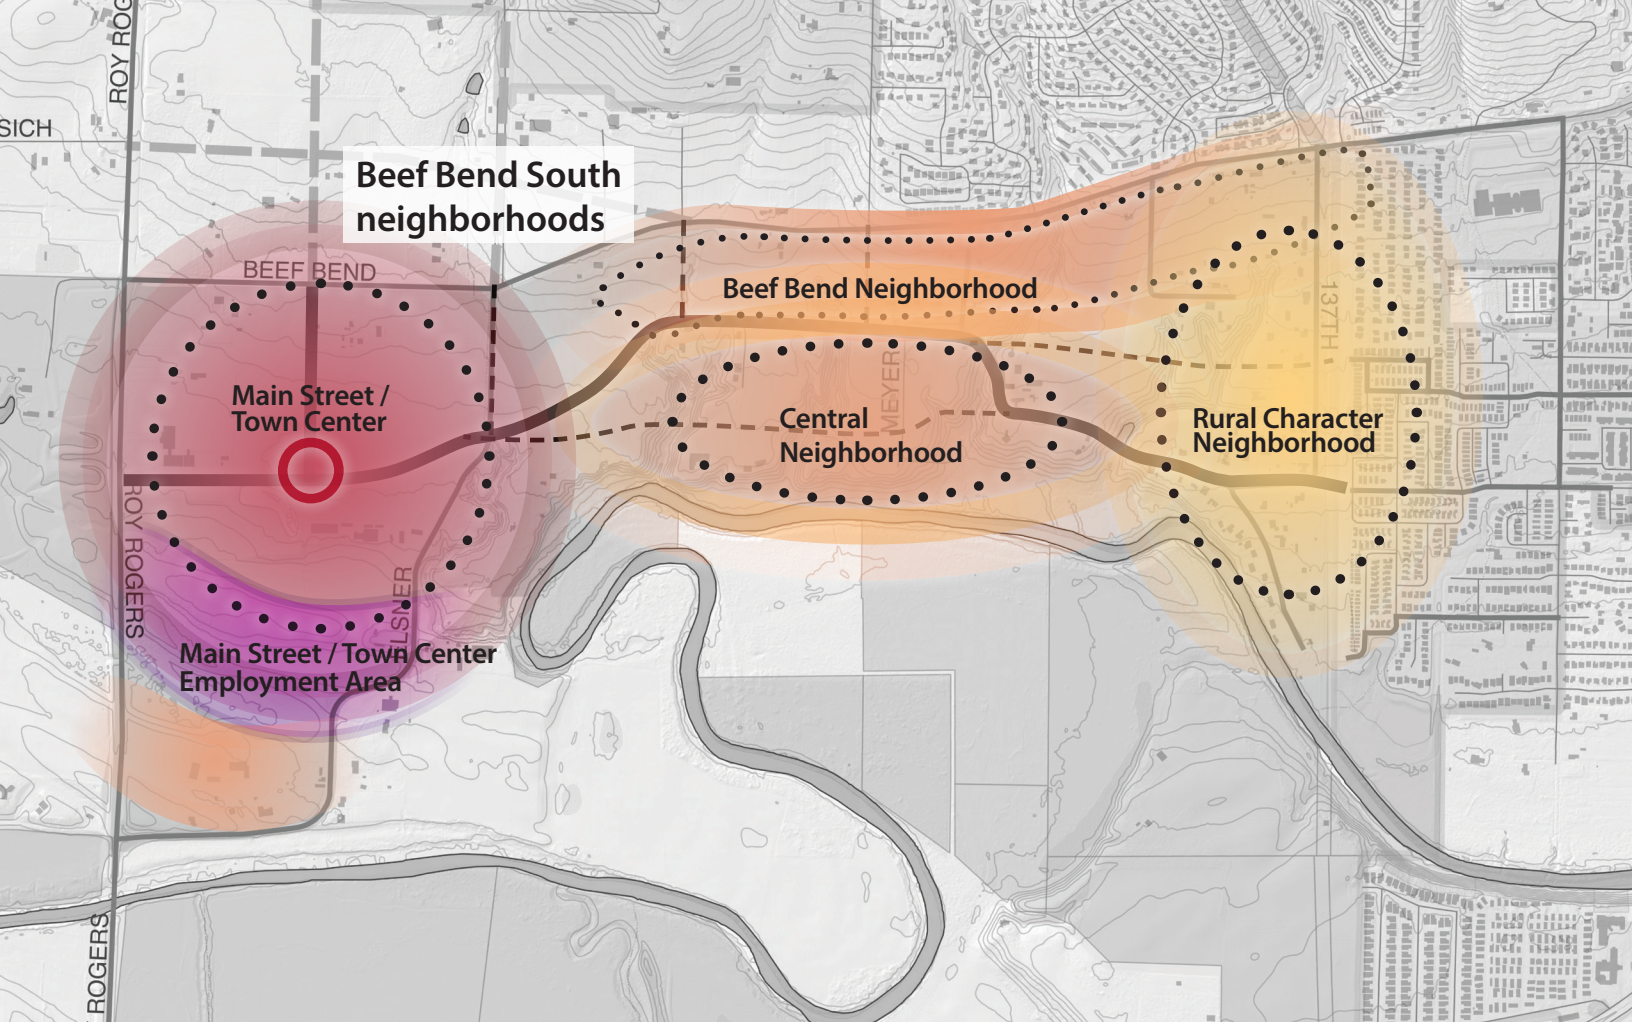 ROY ROG
SICH
Beef Bend South
neighborhoods
BEEF BEND
Beef Bend Neighborhood
137TH
MEYER
Main Street /
Town Center
Central
Neighborhood
Rural Character
Neighborhood
ROY ROGERS
ELSNER
Main Street / Town Center
Employment Area
ROGERS